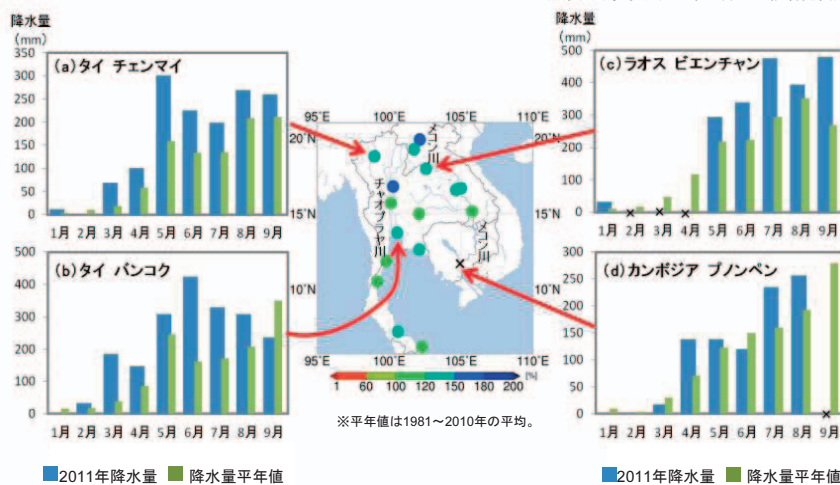 降水量
(mm)
350
300
250
200
150
100
50
0
(a)タイ チェンマイ
1月 2月 3月 4月 5月 6月 7月 8月 9月
500
400
300
200
100
0
(b)タイ バンコク
1月 2月 3月 4月 5月 6月 7月 8月 9月
■2011年降水量 ■ 降水量平年値
95˚E 100˚E 105˚E 110˚E
20˚N 20˚N
15˚N 15˚N
10˚N 10˚N
95˚E 100˚E 105˚E 110˚E
メコン川
チャオプラヤ川
メコン川
×
1 60 100 120 150 180 200 [%]
※平年値は1981~2010年の平均。
降水量
(mm)
500
400
300
200
100
0
(c)ラオス ビエンチャン
× × ×
1月 2月 3月 4月 5月 6月 7月 8月 9月
300
250
200
150
100
50
0
(d)カンボジア プノンペン
×
1月 2月 3月 4月 5月 6月 7月 8月 9月
■2011年降水量 ■ 降水量平年値